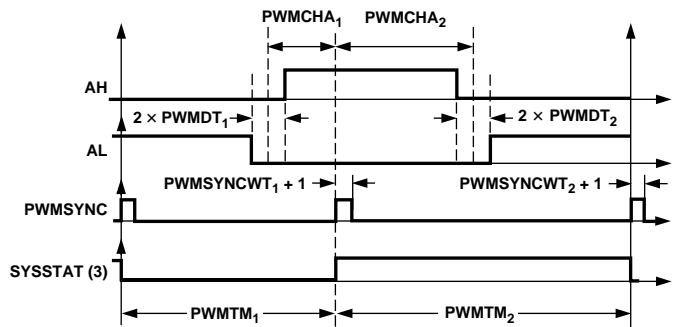 PWMCHA1 PWMCHA2
AH
2 × PWMDT1 2 × PWMDT2
AL
PWMSYNCWT1 + 1 PWMSYNCWT2 + 1
PWMSYNC
SYSSTAT (3)
PWMTM1 PWMTM2